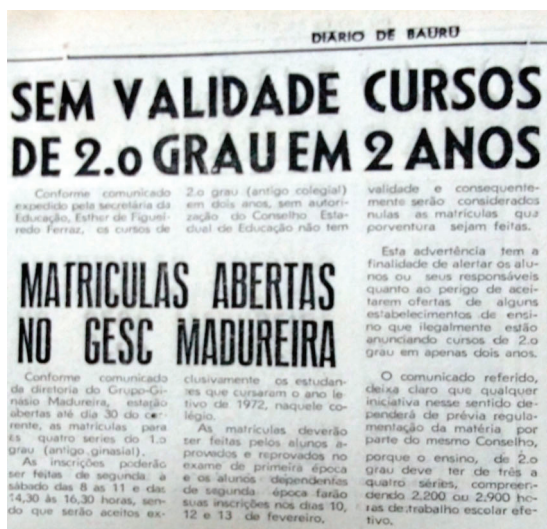 DIÁRIO DE BAURU
SEM VALIDADE CURSOS
DE 2.o GRAU EM 2 ANOS
Conforme comunicado
expedido pela secretária da
Educação, Esther de Figuei-
redo Ferraz, os cursos de
2.o grau (antigo colegial)
em dois anos, sem autori-
zação do Conselho Esta-
dual de Educação não tem
validade e consequente-
mente serão considerados
nulas as matrículas qua
porventura sejam feitas.
Esta advertência tem a
finalidade de alertar os alu-
nos ou seus responsáveis
quanto ao perigo de acei-
tarem ofertas de alguns
estabelecimentos de ensi-
no que ilegalmente estão
anunciando cursos de 2.o
grau em apenas dois anos.
O comunicado referido,
deixa claro que qualquer
iniciativa nesse sentido de-
penderá de prévia regula-
mentação da matéria por
parte do mesmo Conselho,
porque o ensino, de 2.o
grau deve ter de três a
quatro séries, compreen-
dendo 2,200 ou 2,900 ho-
ras de trabalho escolar efe-
tivo.
MATRICULAS ABERTAS
NO GESC MADUREIRA
Conforme comunicado
da diretoria do Grupo-Gi-
násio Madureira, estarão
abertas até dia 30 do cor-
rente, as matrículas para
as quatro series do 1.o
grau (antigo ginasial).
As inscrições poderão
ser feitas de segunda a
sábado das 8 as 11 e das
14,30 às 16,30 horas, sen-
do que serão aceitos ex-
clusivamente os estudan-
tes que cursaram o ano le-
tivo de 1972, naquele co-
légio.
As matrículas deverão
ser feitas pelos alunos a-
provados e reprovados no
exame de primeira época
e os alunos dependentes
de segunda época farão
suas inscrições nos dias 10,
12 e 13 de fevereiro,